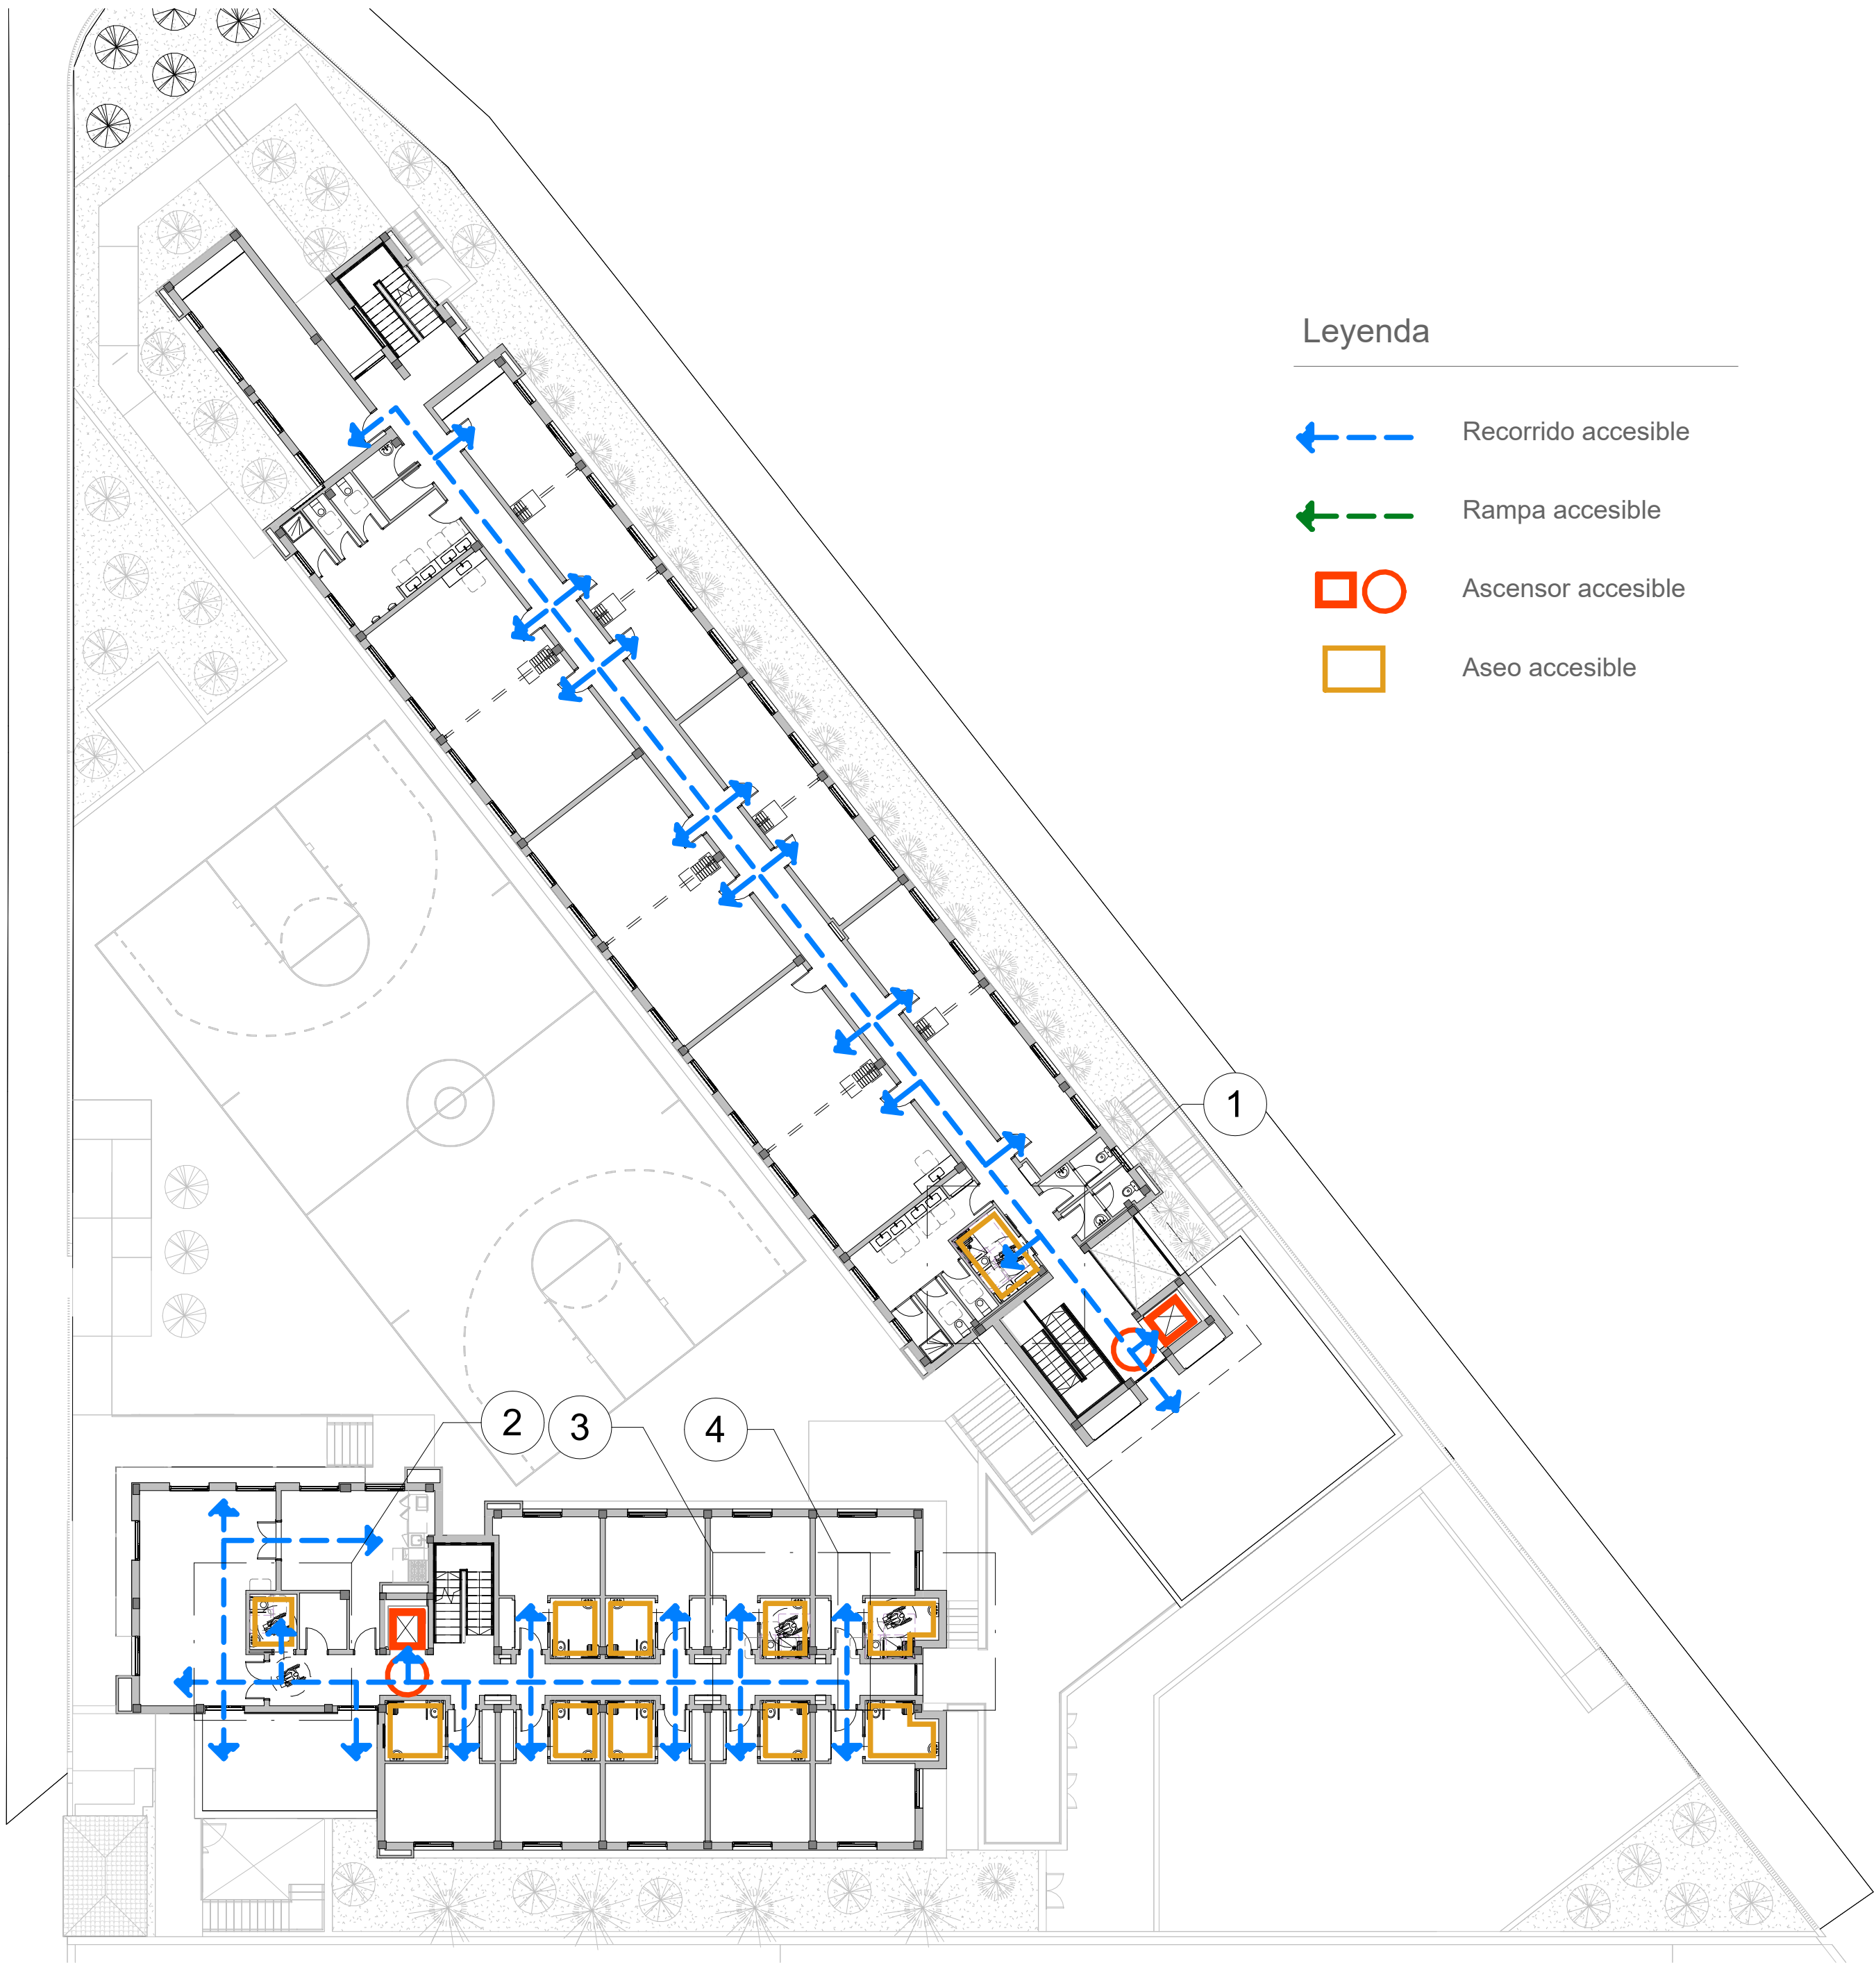 Leyenda
Recorrido accesible
Rampa accesible
Ascensor accesible
Aseo accesible
1
2
3
4